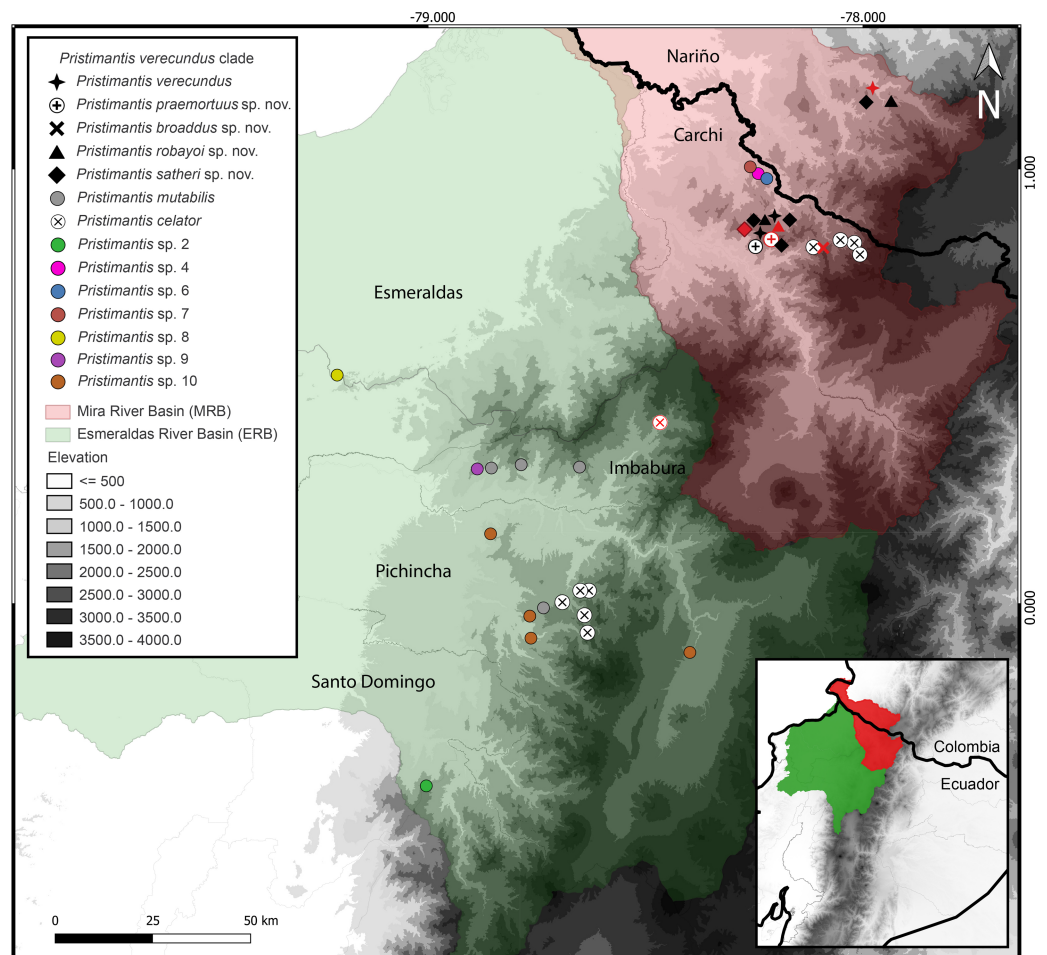 -79.000
-78.000
Pristimantis verecundus clade
Pristimantis verecundus
Pristimantis praemortuus sp. nov.
Pristimantis broaddus sp. nov.
Pristimantis robayoi sp. nov.
Pristimantis satheri sp. nov.
Pristimantis mutabilis
Pristimantis celator
Pristimantis sp. 2
Pristimantis sp. 4
Pristimantis sp. 6
Pristimantis sp. 7
Pristimantis sp. 8
Pristimantis sp. 9
Pristimantis sp. 10
Mira River Basin (MRB)
Esmeraldas River Basin (ERB)
Elevation
<= 500
500.0 - 1000.0
1000.0 - 1500.0
1500.0 - 2000.0
2000.0 - 2500.0
2500.0 - 3000.0
3000.0 - 3500.0
3500.0 - 4000.0
Nariño
N
Carchi
1.000
Esmeraldas
Imbabura
Pichincha
0.000
Santo Domingo
Colombia
Ecuador
0 25 50 km